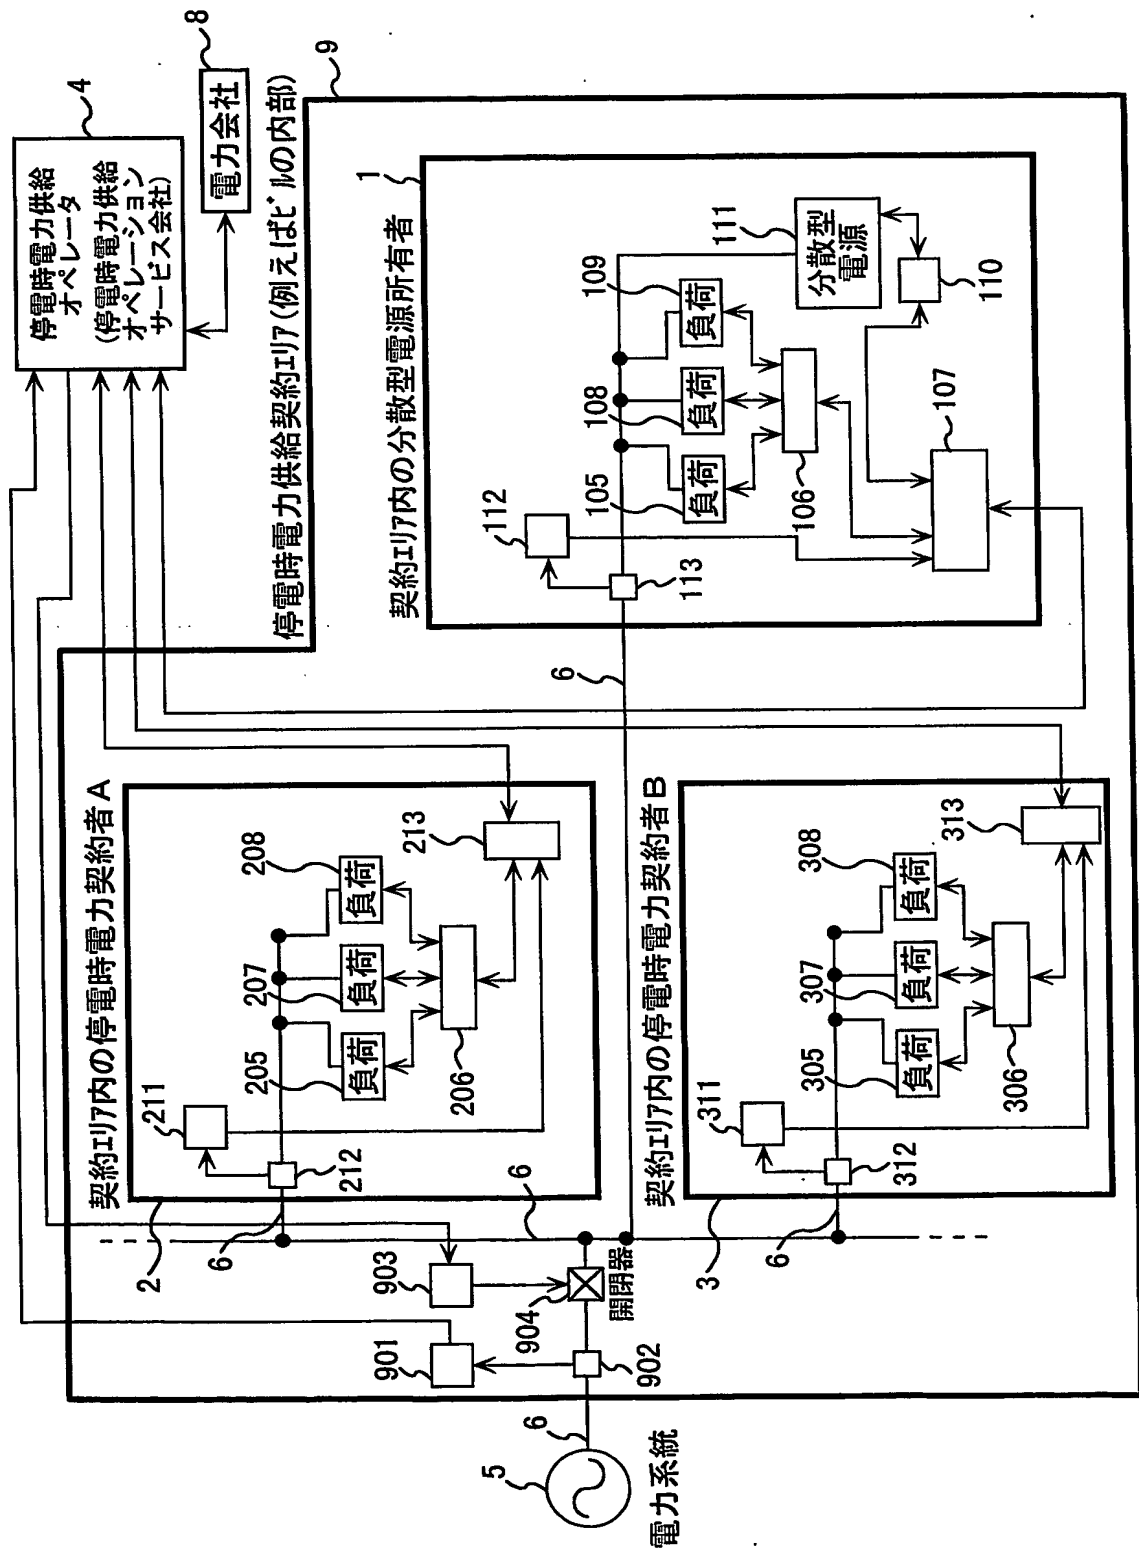 停電時電力供給
オペレータ
(停電時電力供給
オペレーション
サービス会社)
4
電力会社
8
停電時電力供給契約エリア(例えばビルの内部)
9
契約エリア内の停電時電力契約者A
2
211
212
205
負荷
207
負荷
208
負荷
206
213
6
契約エリア内の分散型電源所有者
1
112
113
105
負荷
108
負荷
109
負荷
106
107
111
分散型
電源
110
6
901
902
903
904
開閉器
6
5
6
電力系統
契約エリア内の停電時電力契約者B
3
311
312
305
負荷
307
負荷
308
負荷
306
313
6